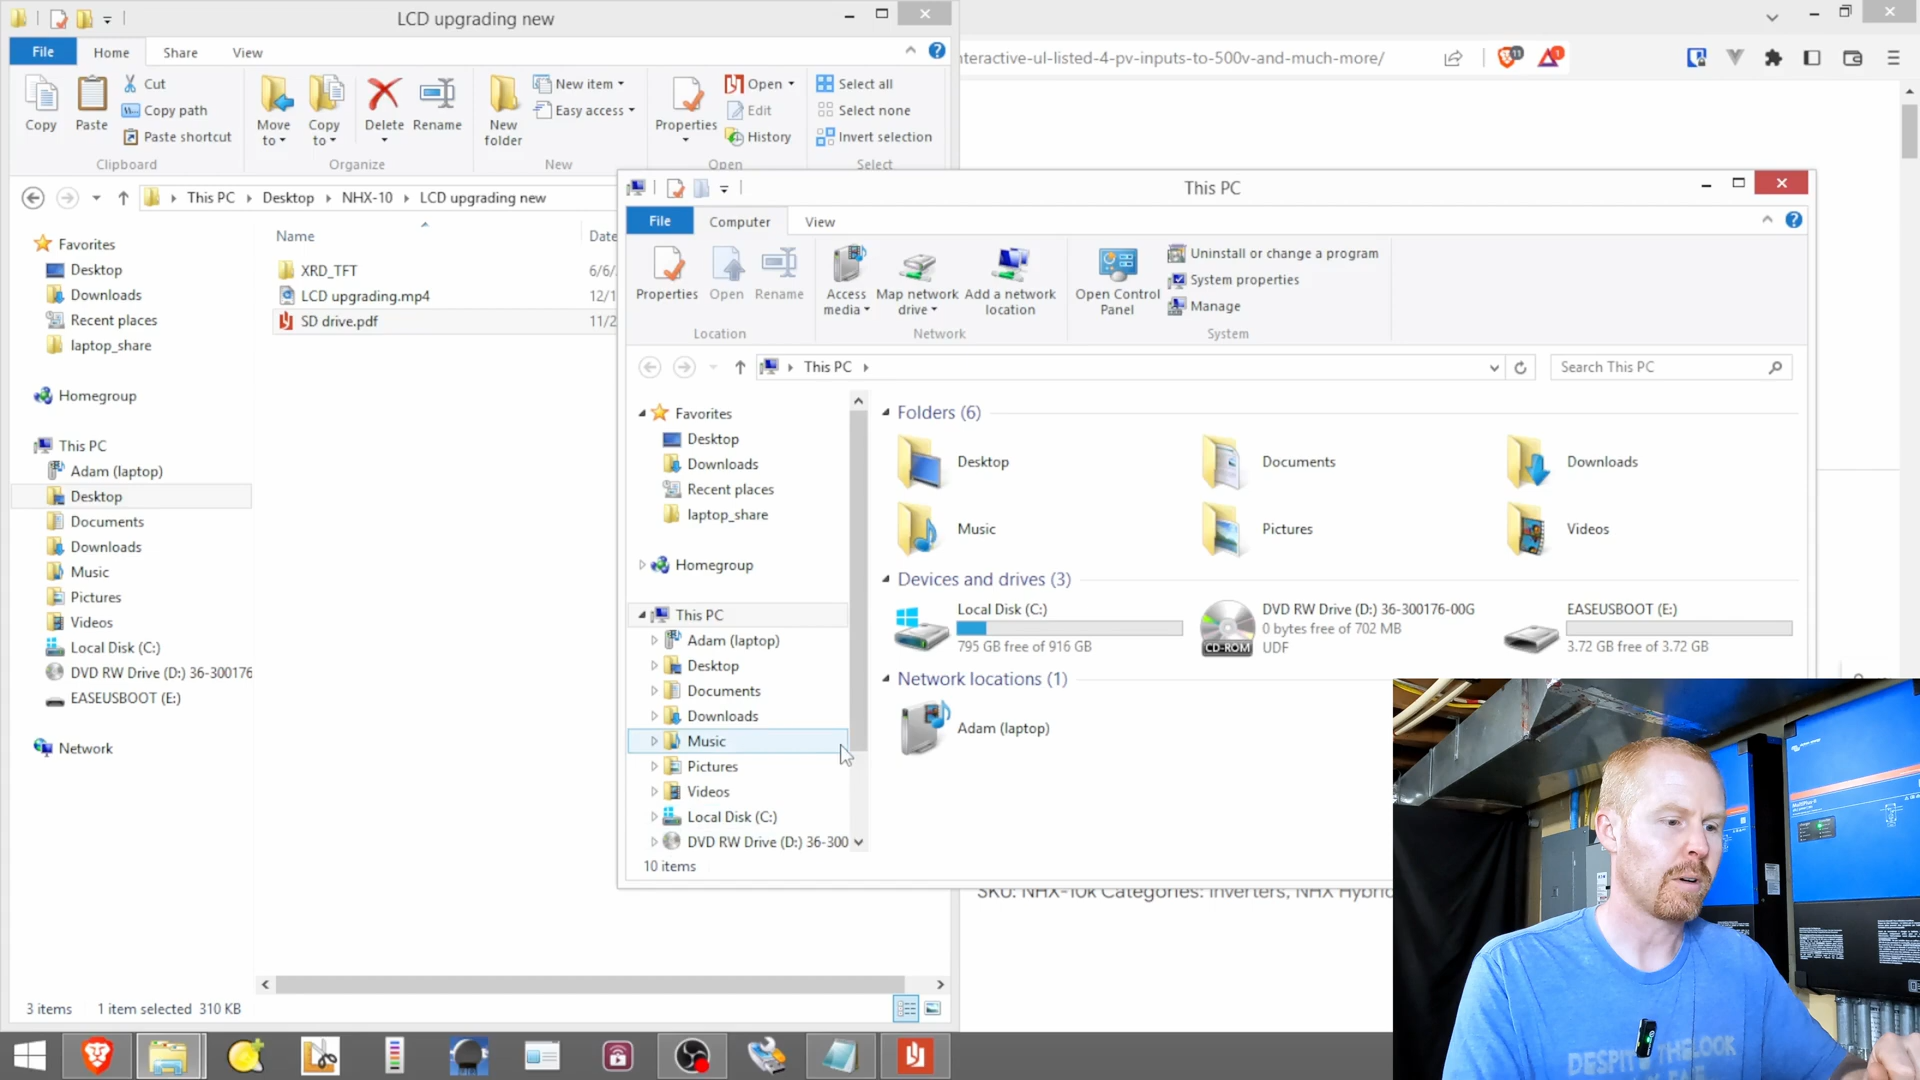 LCD upgrading new
File
Home
Share
View
Copy
Paste
Cut
Copy path
Paste shortcut
Clipboard
Move to
Copy to
Delete
Rename
Organize
New folder
New item
Easy access
New
Properties
Open
Edit
History
Open
Select all
Select none
Invert selection
Select
This PC
Desktop
NHX-10
LCD upgrading new
Name
Date
XRD_TFT
6/6/
LCD upgrading.mp4
12/1
SD drive.pdf
11/2
Favorites
Desktop
Downloads
Recent places
laptop_share
Homegroup
This PC
Adam (laptop)
Desktop
Documents
Downloads
Music
Pictures
Videos
Local Disk (C:)
DVD RW Drive (D:) 36-300176
EASEUSBOOT (E:)
Network
3 items
1 item selected 310 KB
nteractive-ul-listed-4-pv-inputs-to-500v-and-much-more/
11
1
This PC
File
Computer
View
Properties
Open
Rename
Location
Access media
Map network drive
Add a network location
Network
Open Control Panel
Uninstall or change a program
System properties
Manage
System
This PC
Search This PC
Favorites
Desktop
Downloads
Recent places
laptop_share
Homegroup
This PC
Adam (laptop)
Desktop
Documents
Downloads
Music
Pictures
Videos
Local Disk (C:)
DVD RW Drive (D:) 36-300
10 items
Folders (6)
Desktop
Documents
Downloads
Music
Pictures
Videos
Devices and drives (3)
Local Disk (C:)
795 GB free of 916 GB
CD-ROM
DVD RW Drive (D:) 36-300176-00G
0 bytes free of 702 MB
UDF
EASEUSBOOT (E:)
3.72 GB free of 3.72 GB
Network locations (1)
Adam (laptop)
SKU: NHX-10k Categories: Inverters, NHX Hybrid
DESPITE THE LOOK